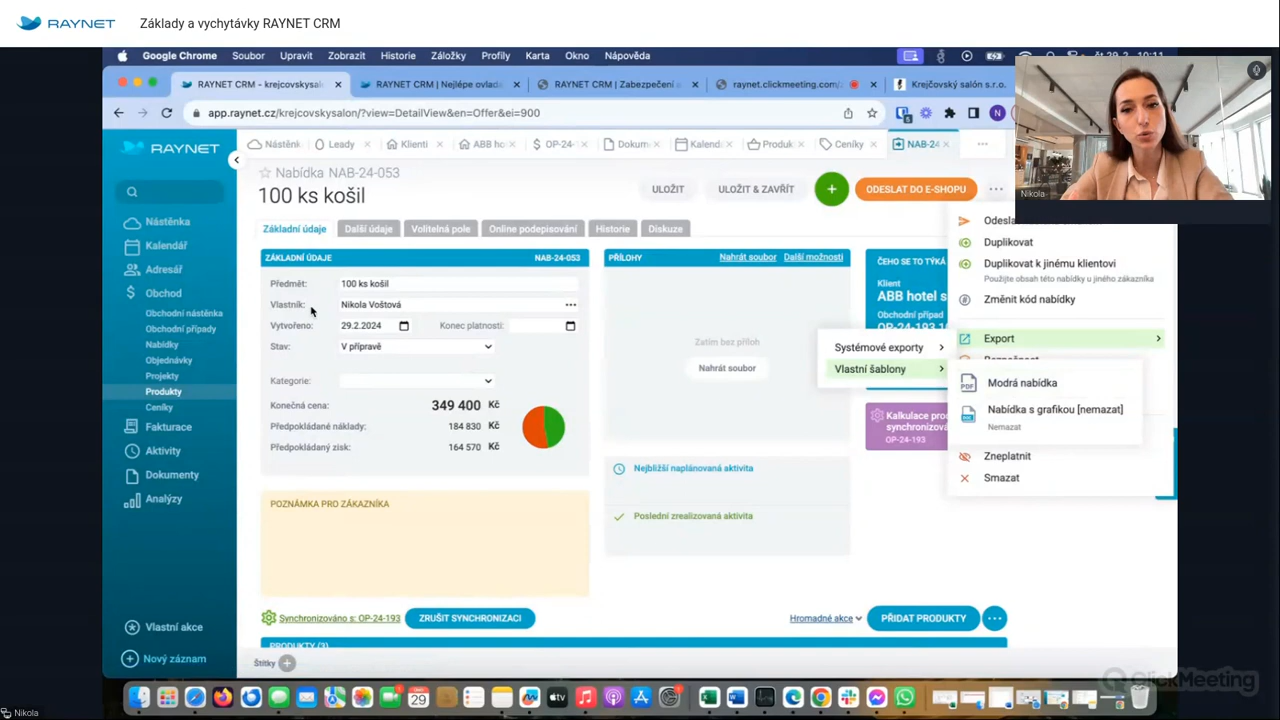 RAYNET Základy a vychytávky RAYNET CRM
Google Chrome Soubor Upravit Zobrazit Historie Záložky Profily Karta Okno Nápověda
RAYNET CRM - krejcovskysal
RAYNET CRM | Nejlépe ovlad
RAYNET CRM | Zabezpečení
raynet.clickmeeting.com
Krejčovský salón s.r.o.
app.raynet.cz/krejcovskysalon/?view=DetailView&en=Offer&ei=900
N
RAYNET
Nástěnk
Leady
Klienti
ABB ho
OP-24-
Dokum
Kalend
Produk
Ceníky
NAB-24
Nabídka NAB-24-053
100 ks košil
ULOŽIT
ULOŽIT & ZAVŘÍT
ODESLAT DO E-SHOPU
Nikola
Nástěnka
Kalendář
Adresář
Obchod
Obchodní nástěnka
Obchodní případy
Nabídky
Objednávky
Projekty
Produkty
Ceníky
Fakturace
Aktivity
Dokumenty
Analýzy
Vlastní akce
Nový záznam
Základní údaje
Další údaje
Volitelná pole
Online podepisování
Historie
Diskuze
ZÁKLADNÍ ÚDAJE NAB-24-053
Předmět: 100 ks košil
Vlastník: Nikola Voštová
Vytvořeno: 29.2.2024 Konec platnosti:
Stav: V přípravě
Kategorie:
Konečná cena: 349 400 Kč
Předpokládané náklady: 184 830 Kč
Předpokládaný zisk: 164 570 Kč
POZNÁMKA PRO ZÁKAZNÍKA
PŘÍLOHY Nahrát soubor Další možnosti
Zatím bez příloh
Nahrát soubor
Nejbližší naplánovaná aktivita
Poslední zrealizovaná aktivita
ČEHO SE TO TÝKÁ
Klient
ABB hotel s
Obchodní případ
Kalkulace pro
synchronizová
OP-24-193
Duplikovat
Duplikovat k jinému klientovi
Použijte obsah této nabídky u jiného zákazníka
Změnit kód nabídky
Export
Systémové exporty
Vlastní šablony
Modrá nabídka
Nabídka s grafikou [nemazat]
Nemazat
Zneplatnit
Smazat
Synchronizováno s: OP-24-193
ZRUŠIT SYNCHRONIZACI
Hromadné akce
PŘIDAT PRODUKTY
PRODUKTY (3)
Štítky
ClickMeeting
Nikola